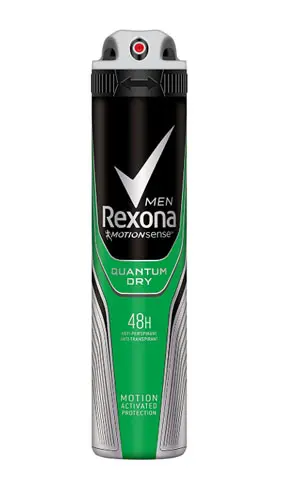 MEN
Rexona
MOTIONsense
QUANTUM
DRY
48H
ANTI-PERSPIRANT
ANTI-TRANSPIRANT
MOTION
ACTIVATED
PROTECTION